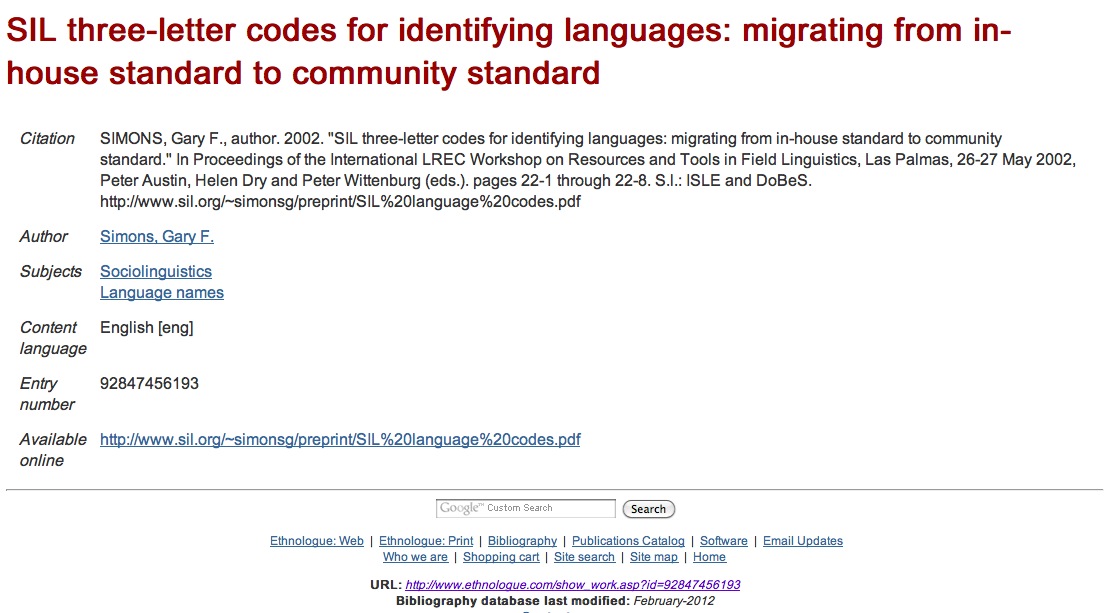 SIL three-letter codes for identifying languages: migrating from in-
house standard to community standard
Citation SIMONS, Gary F., author. 2002. "SIL three-letter codes for identifying languages: migrating from in-house standard to community
standard." In Proceedings of the International LREC Workshop on Resources and Tools in Field Linguistics, Las Palmas, 26-27 May 2002,
Peter Austin, Helen Dry and Peter Wittenburg (eds.). pages 22-1 through 22-8. S.l.: ISLE and DoBeS.
http://www.sil.org/~simonsg/preprint/SIL%20language%20codes.pdf
Author Simons, Gary F.
Subjects Sociolinguistics
Language names
Content English [eng]
language
Entry 92847456193
number
Available http://www.sil.org/~simonsg/preprint/SIL%20language%20codes.pdf
online
Google™ Custom Search Search
Ethnologue: Web | Ethnologue: Print | Bibliography | Publications Catalog | Software | Email Updates
Who we are | Shopping cart | Site search | Site map | Home
URL: http://www.ethnologue.com/show_work.asp?id=92847456193
Bibliography database last modified: February-2012